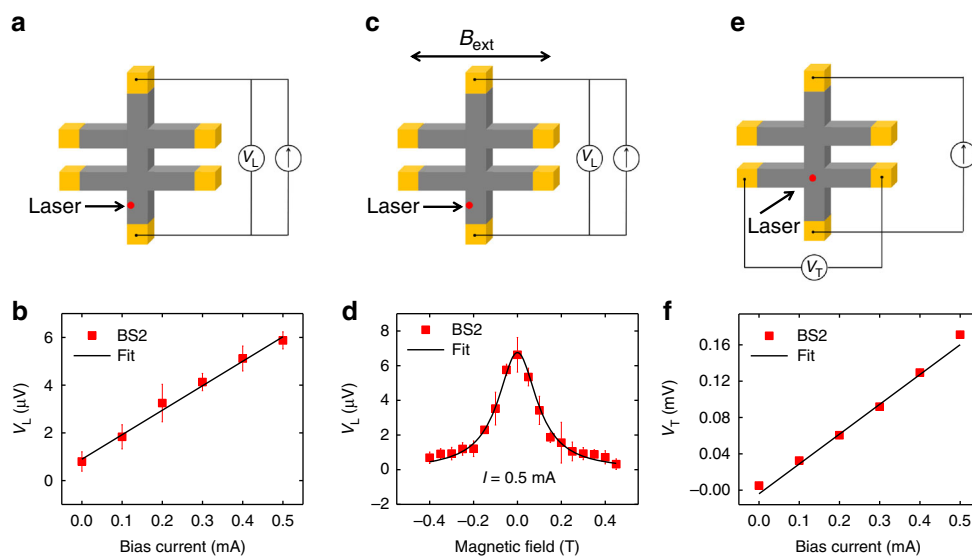 a
c
e
B_ext
V_L
V_L
Laser
Laser
Laser
V_T
b
d
f
BS2
Fit
6
4
2
0
V_L (μV)
0.0 0.1 0.2 0.3 0.4 0.5
Bias current (mA)
BS2
Fit
8
6
4
2
0
–2
V_L (μV)
I = 0.5 mA
–0.4 –0.2 0.0 0.2 0.4
Magnetic field (T)
BS2
Fit
0.16
0.12
0.08
0.04
–0.00
V_T (mV)
0.0 0.1 0.2 0.3 0.4 0.5
Bias current (mA)